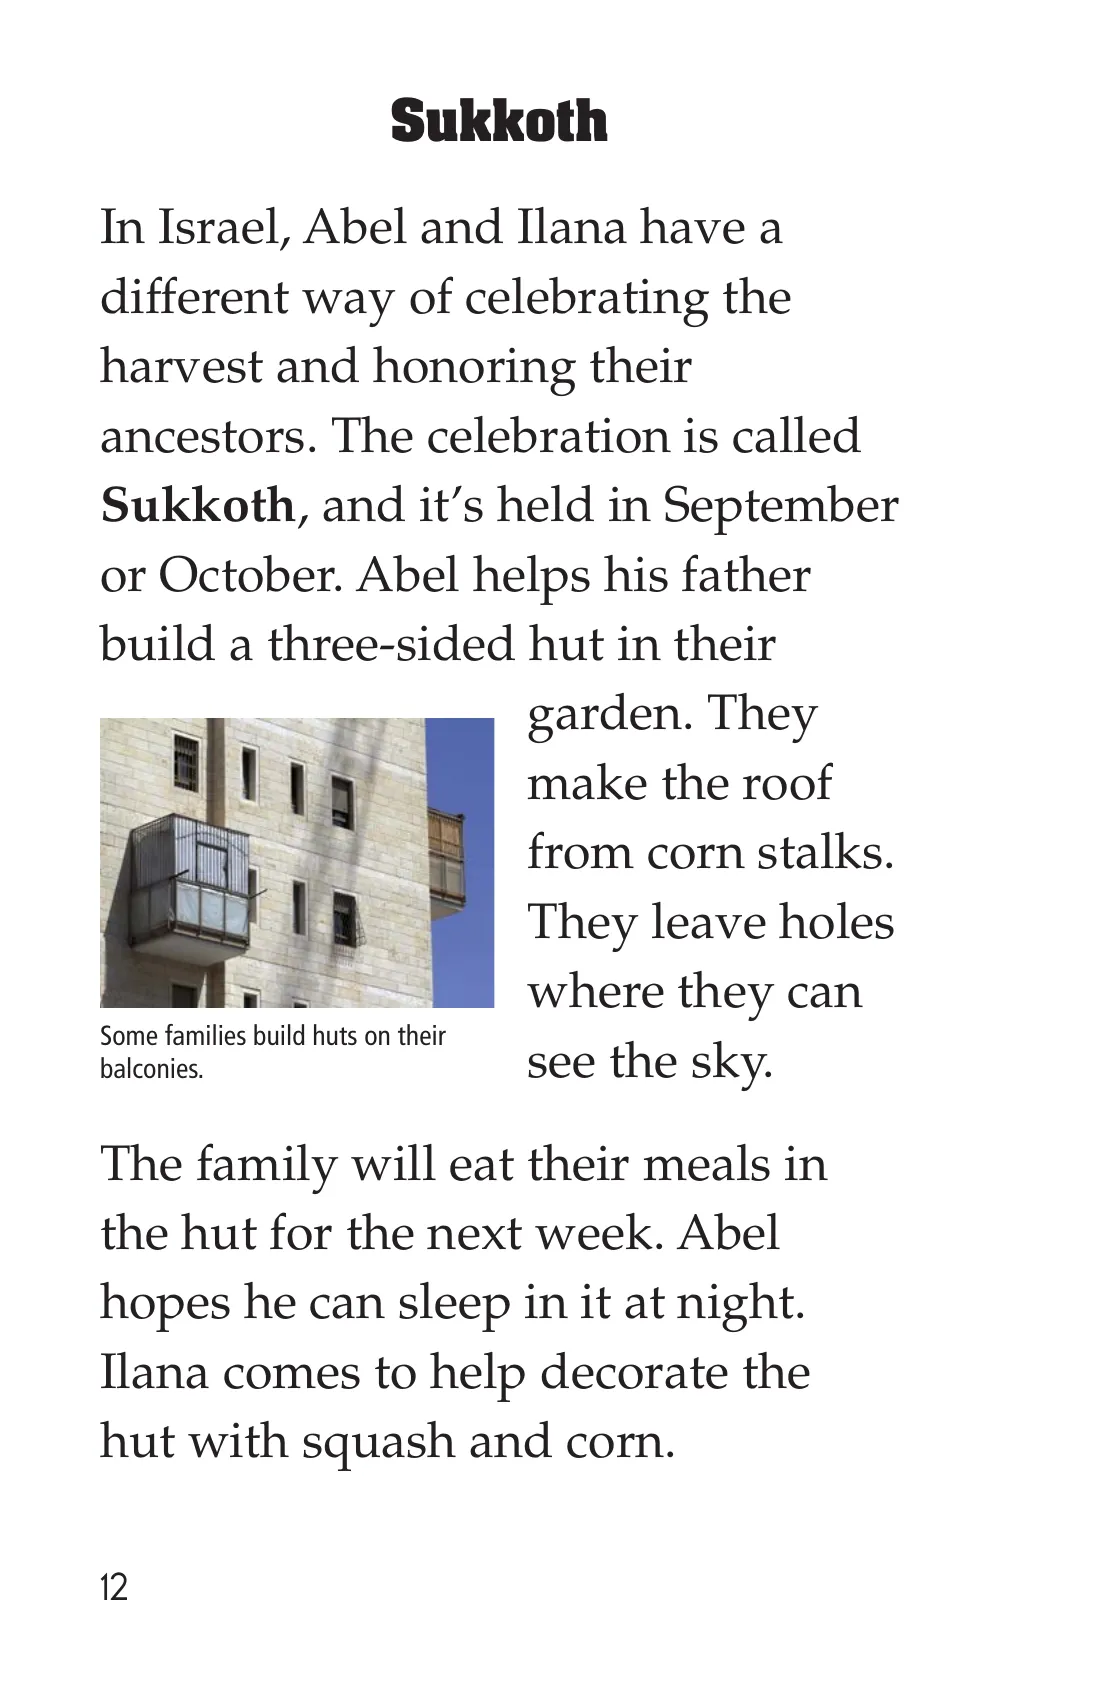 Sukkoth
In Israel, Abel and Ilana have a
different way of celebrating the
harvest and honoring their
ancestors. The celebration is called
Sukkoth, and it’s held in September
or October. Abel helps his father
build a three-sided hut in their
garden. They
make the roof
from corn stalks.
They leave holes
where they can
see the sky.
Some families build huts on their
balconies.
The family will eat their meals in
the hut for the next week. Abel
hopes he can sleep in it at night.
Ilana comes to help decorate the
hut with squash and corn.
12